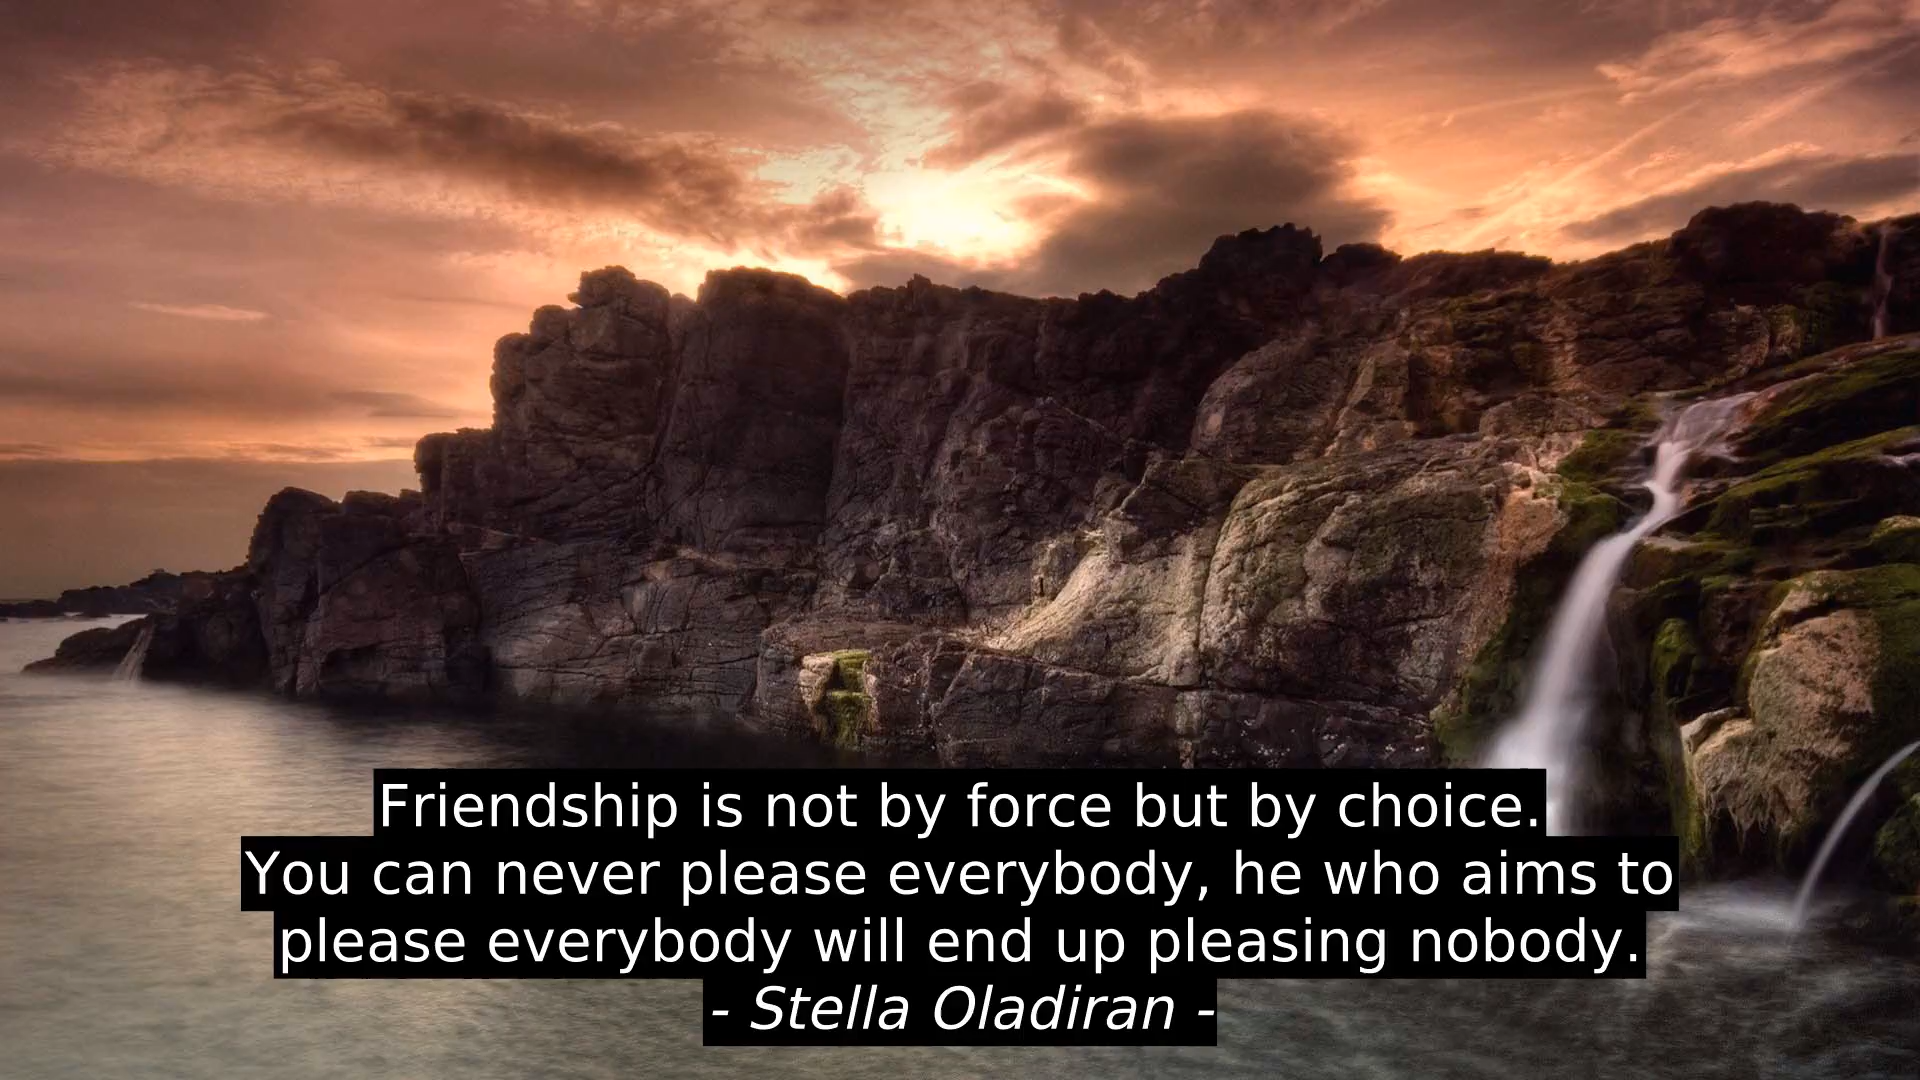 Friendship is not by force but by choice.
You can never please everybody, he who aims to
please everybody will end up pleasing nobody.
- Stella Oladiran -